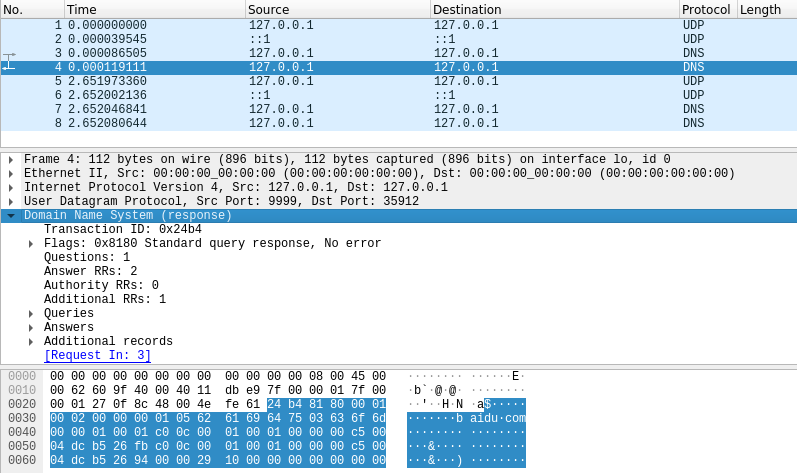 No. Time Source Destination Protocol Length
1 0.000000000 127.0.0.1 127.0.0.1 UDP
2 0.000039545 ::1 ::1 UDP
3 0.000086505 127.0.0.1 127.0.0.1 DNS
4 0.000119111 127.0.0.1 127.0.0.1 DNS
5 2.651973360 127.0.0.1 127.0.0.1 UDP
6 2.652002136 ::1 ::1 UDP
7 2.652046841 127.0.0.1 127.0.0.1 DNS
8 2.652080644 127.0.0.1 127.0.0.1 DNS
Frame 4: 112 bytes on wire (896 bits), 112 bytes captured (896 bits) on interface lo, id 0
Ethernet II, Src: 00:00:00_00:00:00 (00:00:00:00:00:00), Dst: 00:00:00_00:00:00 (00:00:00:00:00:00)
Internet Protocol Version 4, Src: 127.0.0.1, Dst: 127.0.0.1
User Datagram Protocol, Src Port: 9999, Dst Port: 35912
Domain Name System (response)
Transaction ID: 0x24b4
Flags: 0x8180 Standard query response, No error
Questions: 1
Answer RRs: 2
Authority RRs: 0
Additional RRs: 1
Queries
Answers
Additional records
[Request In: 3]
0000 00 00 00 00 00 00 00 00 00 00 00 00 08 00 45 00 ········ ······E·
0010 00 62 60 9f 40 00 40 11 db e9 7f 00 00 01 7f 00 ·b`·@·@· ········
0020 00 01 27 0f 8c 48 00 4e fe 61 24 b4 81 80 00 01 ··'··H·N ·a$·····
0030 00 02 00 00 00 01 05 62 61 69 64 75 03 63 6f 6d ·······b aidu·com
0040 00 00 01 00 01 c0 0c 00 01 00 01 00 00 00 c5 00 ········ ········
0050 04 dc b5 26 fb c0 0c 00 01 00 01 00 00 00 c5 00 ···&···· ········
0060 04 dc b5 26 94 00 00 29 10 00 00 00 00 00 00 00 ···&···) ········